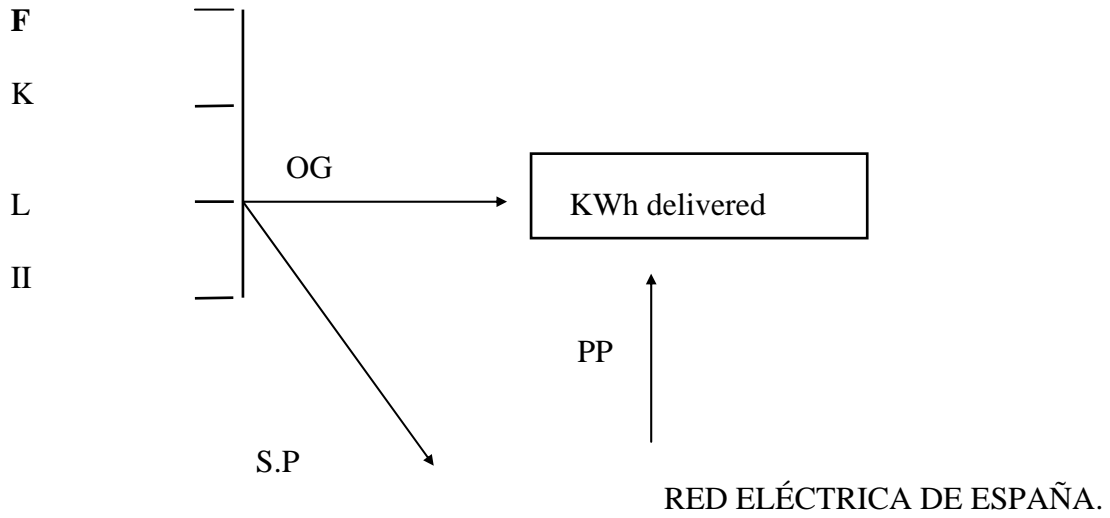 F
K
OG
L
KWh delivered
II
PP
S.P
RED ELÉCTRICA DE ESPAÑA.